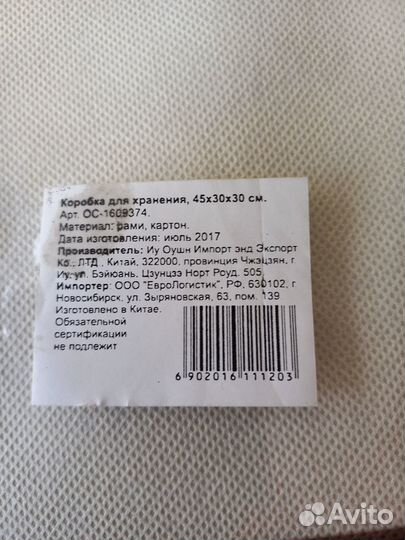 Коробка для хранения, 45х30х30 см.
Арт. ОС-1609374.
Материал: рами, картон.
Дата изготовления: июль 2017
Производитель: Иу Оушн Импорт энд Экспорт
Ко., ЛТД , Китай, 322000, провинция Чжэцзян, г.
Иу, ул. Бэйюань, Цзунцзэ Норт Роуд, 505
Импортер: ООО "ЕвроЛогистик", РФ, 630102, г.
Новосибирск, ул. Зыряновская, 63, пом. 139
Изготовлено в Китае.
Обязательной
сертификации
не подлежит
6 902016 111203
Avito